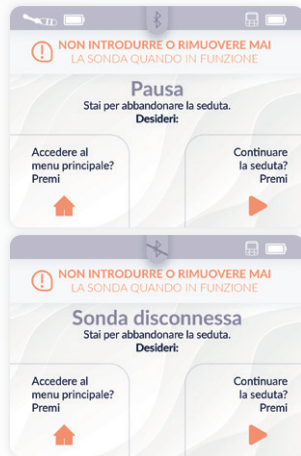 NON INTRODURRE O RIMUOVERE MAI
LA SONDA QUANDO IN FUNZIONE
Pausa
Stai per abbandonare la seduta.
Desideri:
Accedere al
menu principale?
Premi
Continuare
la seduta?
Premi
NON INTRODURRE O RIMUOVERE MAI
LA SONDA QUANDO IN FUNZIONE
Sonda disconnessa
Stai per abbandonare la seduta.
Desideri:
Accedere al
menu principale?
Premi
Continuare
la seduta?
Premi